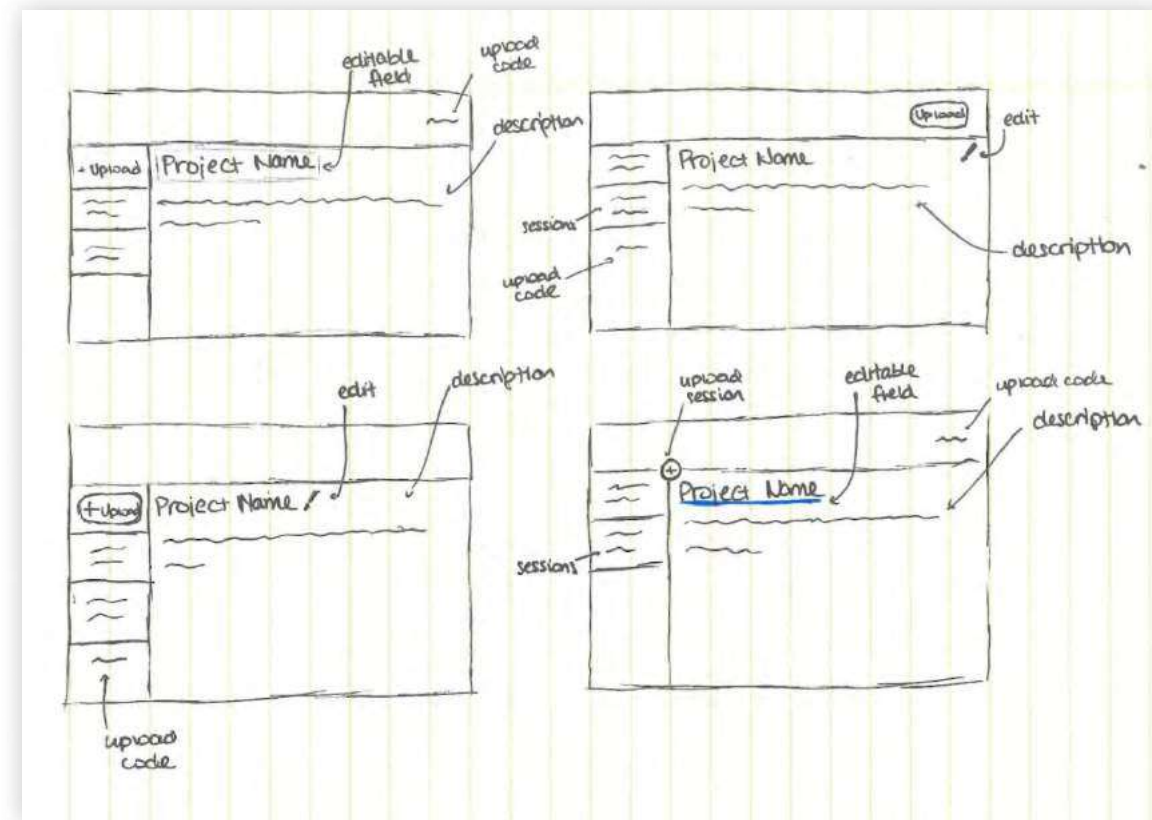 editable
field
upload
code
description
+ Upload
Project Name
Upload
edit
Project Name
sessions
upload
code
description
edit
description
+ Upload
Project Name
upload
code
upload
session
editable
field
upload code
description
+
Project Name
sessions